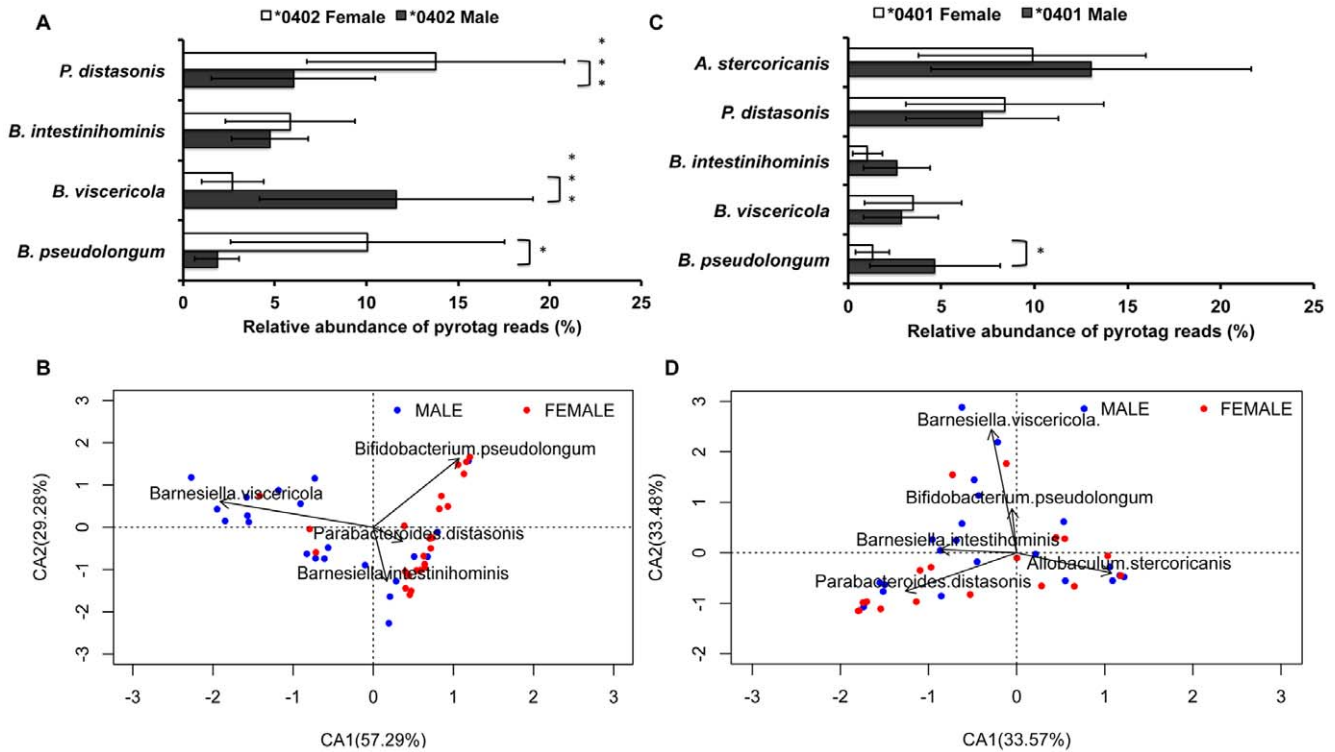 A
*0402 Female *0402 Male
P. distasonis
B. intestinihominis
B. viscericola
B. pseudolongum
* * *
* * *
*
0 5 10 15 20 25
Relative abundance of pyrotag reads (%)
C
*0401 Female *0401 Male
A. stercoricanis
P. distasonis
B. intestinihominis
B. viscericola
B. pseudolongum
*
0 5 10 15 20 25
Relative abundance of pyrotag reads (%)
B
MALE FEMALE
Bifidobacterium.pseudolongum
Barnesiella.viscericola
Parabacteroides.distasonis
Barnesiella.intestinihominis
CA2(29.28%)
3
2
1
0
-1
-2
-3
-3 -2 -1 0 1 2 3
CA1(57.29%)
D
MALE FEMALE
Barnesiella.viscericola.
Bifidobacterium.pseudolongum
Barnesiella.intestihominis
Allobaculum.stercoricanis
Parabacteroides.distasonis
CA2(33.48%)
3
2
1
0
-1
-2
-3 -2 -1 0 1 2 3
CA1(33.57%)